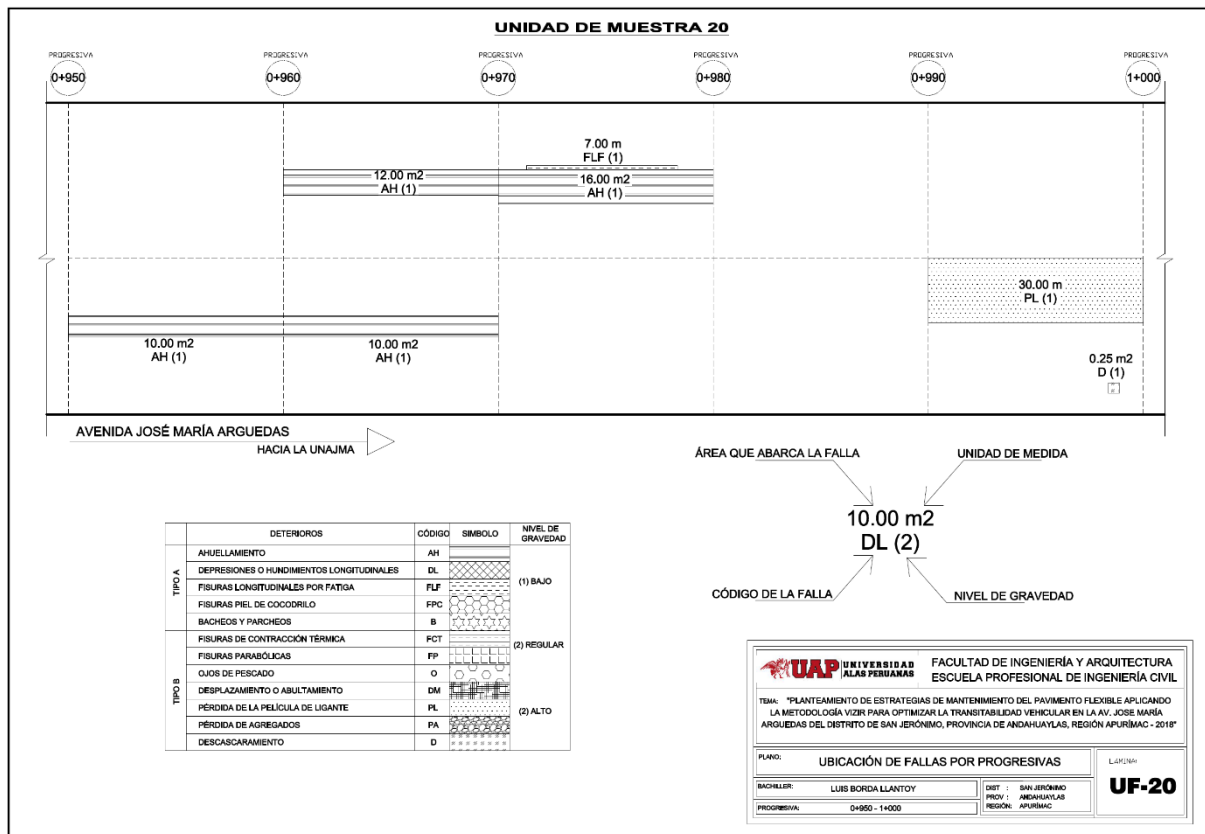 UNIDAD DE MUESTRA 20
PROGRESIVA PROGRESIVA PROGRESIVA PROGRESIVA PROGRESIVA PROGRESIVA
0+950 0+960 0+970 0+980 0+990 1+000
7.00 m
FLF (1)
12.00 m2
AH (1)
16.00 m2
AH (1)
30.00 m
PL (1)
10.00 m2
AH (1)
10.00 m2
AH (1)
0.25 m2
D (1)
AVENIDA JOSÉ MARÍA ARGUEDAS
HACIA LA UNAJMA
ÁREA QUE ABARCA LA FALLA
UNIDAD DE MEDIDA
10.00 m2
DL (2)
CÓDIGO DE LA FALLA
NIVEL DE GRAVEDAD
DETERIOROS CÓDIGO SIMBOLO NIVEL DE GRAVEDAD
TIPO A
AHUELLAMIENTO AH
DEPRESIONES O HUNDIMIENTOS LONGITUDINALES DL
FISURAS LONGITUDINALES POR FATIGA FLF
(1) BAJO
FISURAS PIEL DE COCODRILO FPC
BACHEOS Y PARCHEOS B
TIPO B
FISURAS DE CONTRACCIÓN TÉRMICA FCT
(2) REGULAR
FISURAS PARABÓLICAS FP
OJOS DE PESCADO O
DESPLAZAMIENTO O ABULTAMIENTO DM
PÉRDIDA DE LA PELÍCULA DE LIGANTE PL
(2) ALTO
PÉRDIDA DE AGREGADOS PA
DESCASCARAMIENTO D
UAP UNIVERSIDAD
ALAS PERUANAS
FACULTAD DE INGENIERÍA Y ARQUITECTURA
ESCUELA PROFESIONAL DE INGENIERÍA CIVIL
TEMA: "PLANTEAMIENTO DE ESTRATEGIAS DE MANTENIMIENTO DEL PAVIMENTO FLEXIBLE APLICANDO
LA METODOLOGÍA VIZIR PARA OPTIMIZAR LA TRANSITABILIDAD VEHICULAR EN LA AV. JOSE MARÍA
ARGUEDAS DEL DISTRITO DE SAN JERÓNIMO, PROVINCIA DE ANDAHUAYLAS, REGIÓN APURÍMAC - 2018"
PLANO: UBICACIÓN DE FALLAS POR PROGRESIVAS
LAMINA:
UF-20
BACHILLER: LUIS BORDA LLANTOY
PROGRESIVA: 0+950 - 1+000
DIST : SAN JERÓNIMO
PROV : ANDAHUAYLAS
REGIÓN: APURÍMAC